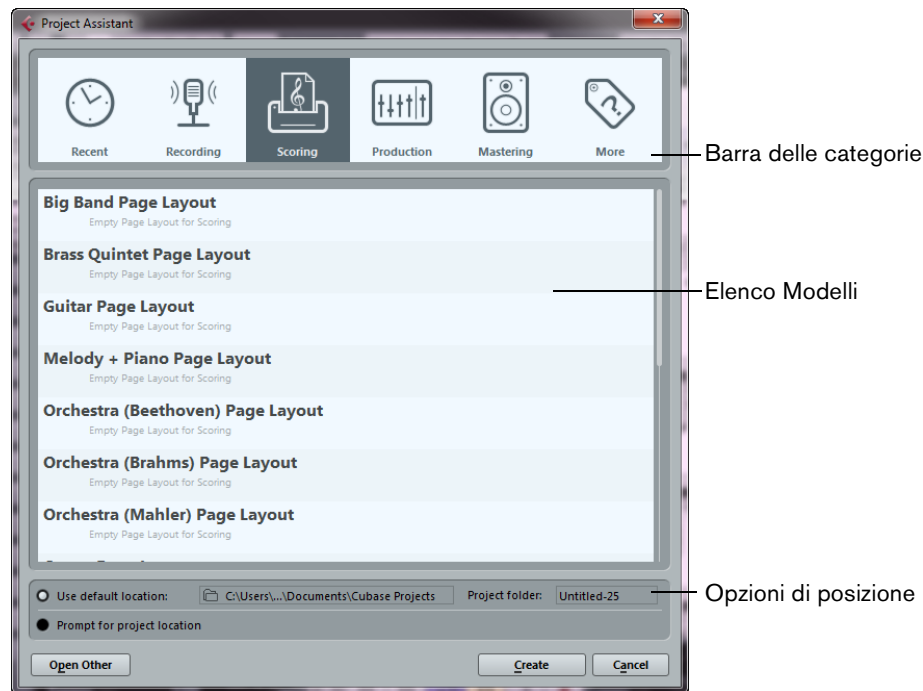 Project Assistant
Recent Recording Scoring Production Mastering More
Barra delle categorie
Big Band Page Layout
Empty Page Layout for Scoring
Brass Quintet Page Layout
Empty Page Layout for Scoring
Elenco Modelli
Guitar Page Layout
Empty Page Layout for Scoring
Melody + Piano Page Layout
Empty Page Layout for Scoring
Orchestra (Beethoven) Page Layout
Empty Page Layout for Scoring
Orchestra (Brahms) Page Layout
Empty Page Layout for Scoring
Orchestra (Mahler) Page Layout
Empty Page Layout for Scoring
Use default location: C:\Users\...\Documents\Cubase Projects Project folder: Untitled-25
Opzioni di posizione
Prompt for project location
Open Other Create Cancel